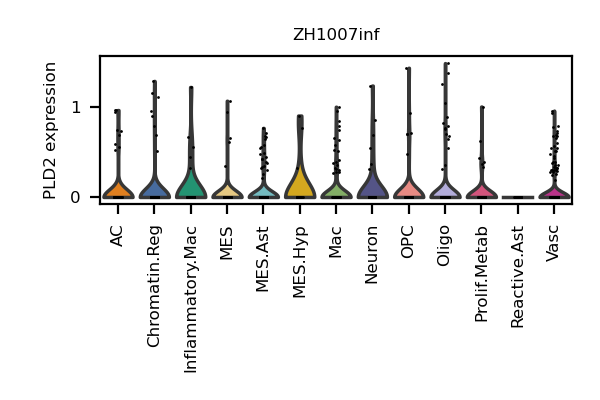 ZH1007inf
PLD2 expression
1
0
AC
Chromatin.Reg
Inflammatory.Mac
MES
MES.Ast
MES.Hyp
Mac
Neuron
OPC
Oligo
Prolif.Metab
Reactive.Ast
Vasc